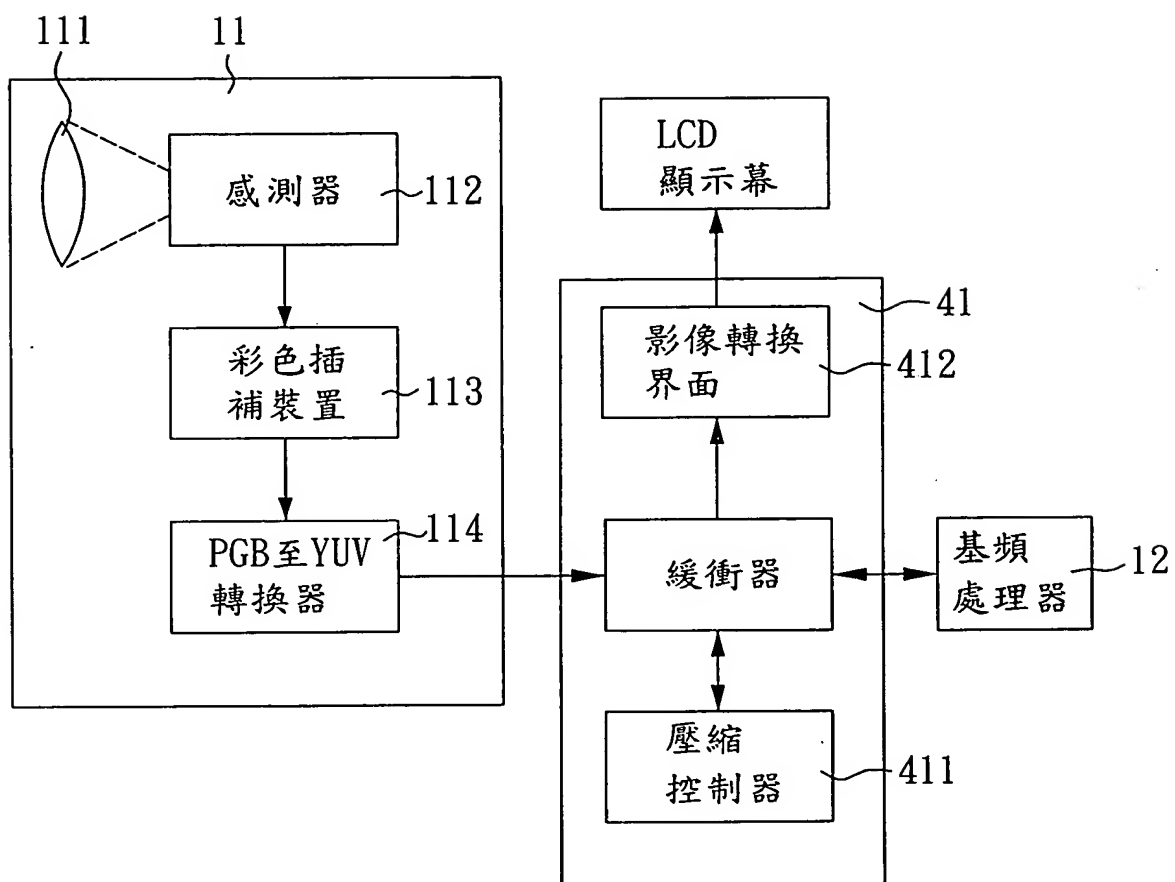 111
11
感測器
112
彩色插
補裝置
113
PGB至YUV
轉換器
114
LCD
顯示幕
41
影像轉換
界面
412
緩衝器
基頻
處理器
12
壓縮
控制器
411